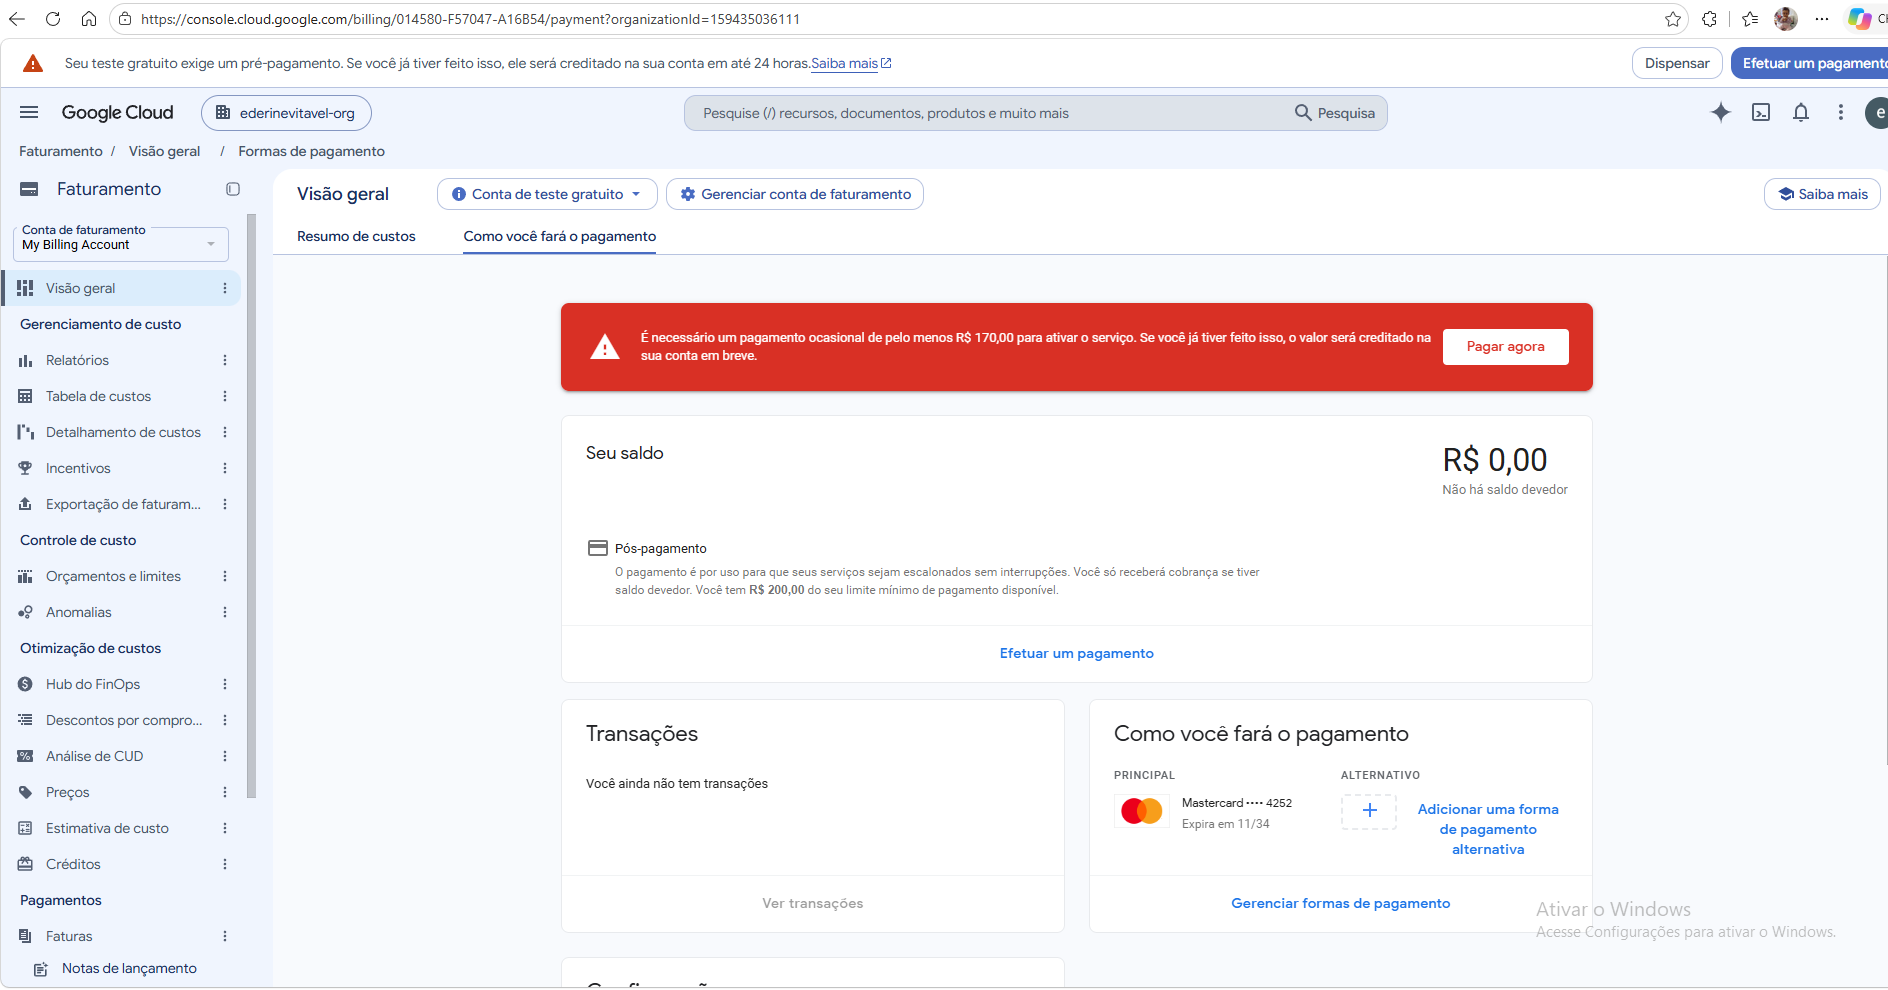 https://console.cloud.google.com/billing/014580-F57047-A16B54/payment?organizationId=159435036111
Seu teste gratuito exige um pré-pagamento. Se você já tiver feito isso, ele será creditado na sua conta em até 24 horas. Saiba mais
Dispensar
Efetuar um pagamento
Google Cloud
ederinevitavel-org
Pesquise (/) recursos, documentos, produtos e muito mais
Pesquisa
e
Faturamento / Visão geral / Formas de pagamento
Faturamento
Conta de faturamento
My Billing Account
Visão geral
Gerenciamento de custo
Relatórios
Tabela de custos
Detalhamento de custos
Incentivos
Exportação de faturam...
Controle de custo
Orçamentos e limites
Anomalias
Otimização de custos
Hub do FinOps
Descontos por compro...
Análise de CUD
Preços
Estimativa de custo
Créditos
Pagamentos
Faturas
Notas de lançamento
Visão geral
Conta de teste gratuito
Gerenciar conta de faturamento
Saiba mais
Resumo de custos
Como você fará o pagamento
É necessário um pagamento ocasional de pelo menos R$ 170,00 para ativar o serviço. Se você já tiver feito isso, o valor será creditado na
sua conta em breve.
Pagar agora
Seu saldo
R$ 0,00
Não há saldo devedor
Pós-pagamento
O pagamento é por uso para que seus serviços sejam escalonados sem interrupções. Você só receberá cobrança se tiver
saldo devedor. Você tem R$ 200,00 do seu limite mínimo de pagamento disponível.
Efetuar um pagamento
Transações
Você ainda não tem transações
Ver transações
Como você fará o pagamento
PRINCIPAL
Mastercard •••• 4252
Expira em 11/34
ALTERNATIVO
Adicionar uma forma
de pagamento
alternativa
Gerenciar formas de pagamento
Ativar o Windows
Acesse Configurações para ativar o Windows.